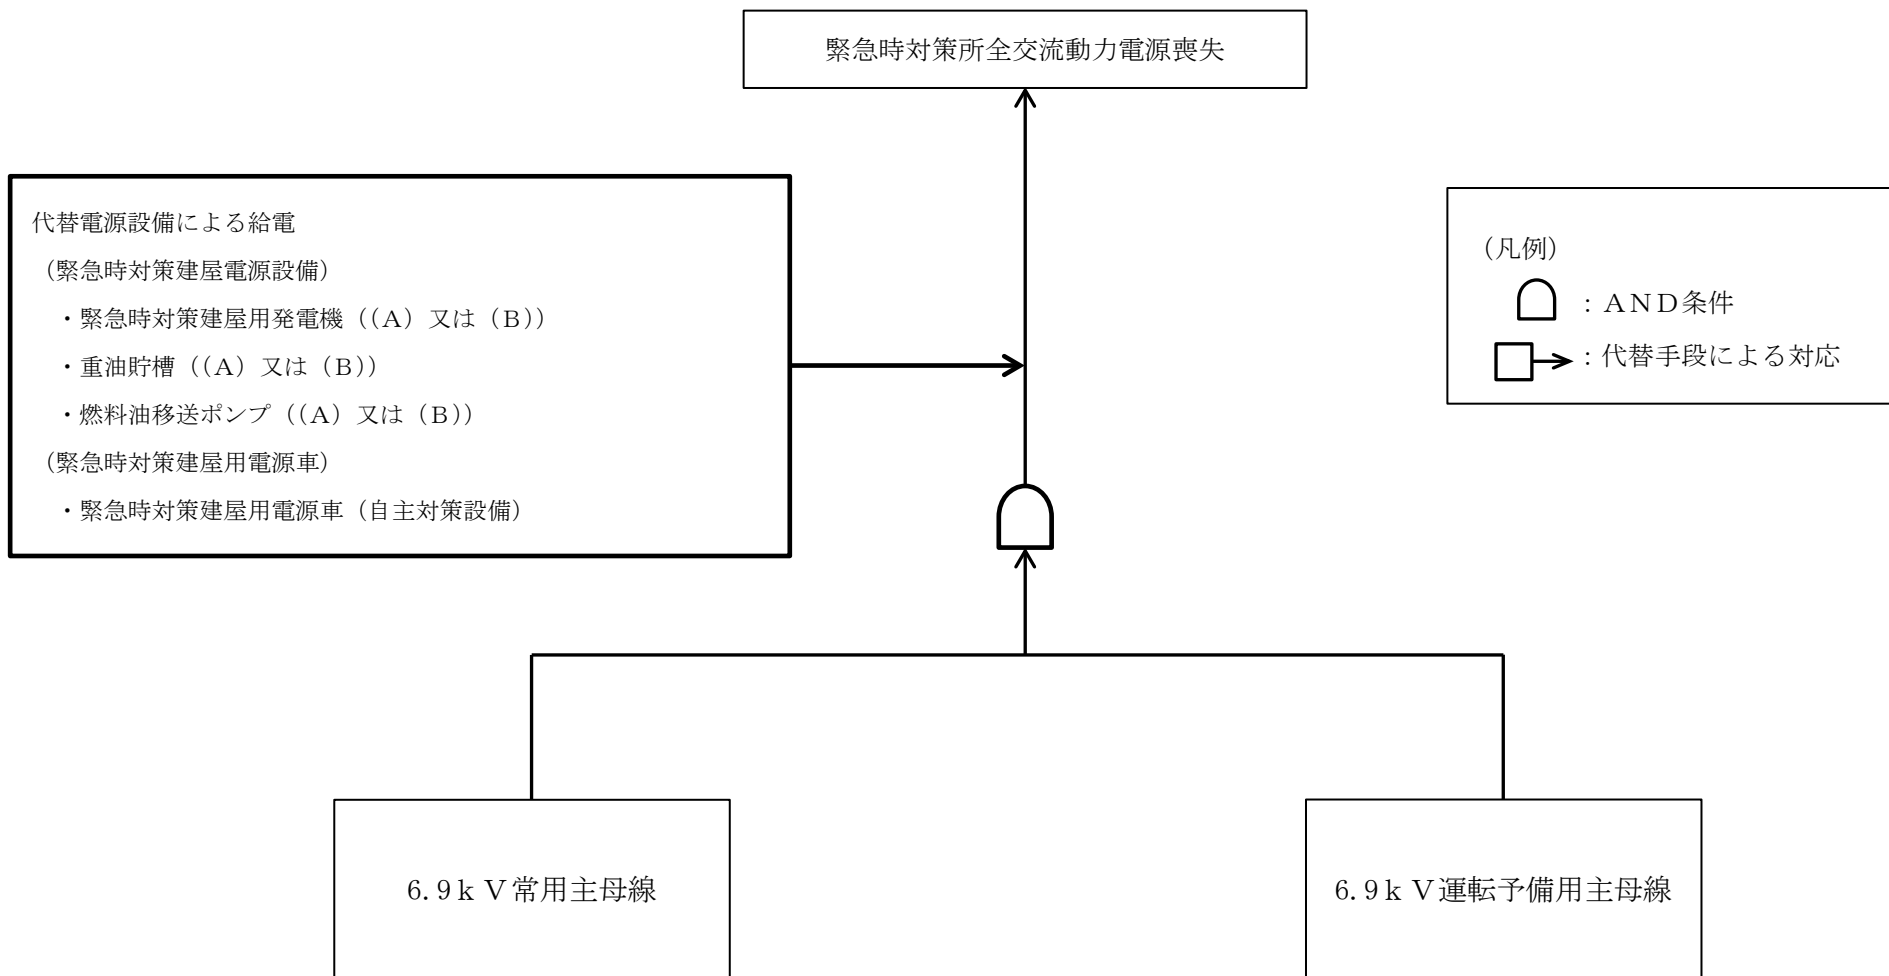 緊急時対策所全交流動力電源喪失
代替電源設備による給電
（緊急時対策建屋電源設備）
・緊急時対策建屋用発電機（（Ａ）又は（Ｂ））
・重油貯槽（（Ａ）又は（Ｂ））
・燃料油移送ポンプ（（Ａ）又は（Ｂ））
（緊急時対策建屋用電源車）
・緊急時対策建屋用電源車（自主対策設備）
（凡例）
：ＡＮＤ条件
：代替手段による対応
6.9ｋＶ常用主母線
6.9ｋＶ運転予備用主母線